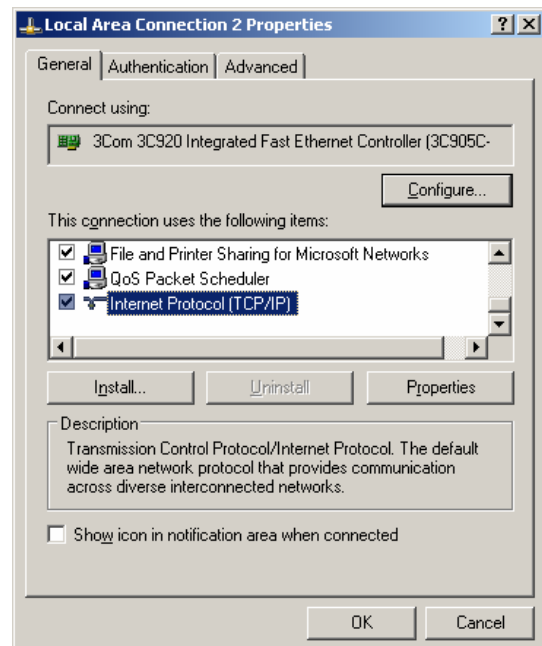 Local Area Connection 2 Properties
General Authentication Advanced
Connect using:
3Com 3C920 Integrated Fast Ethernet Controller (3C905C-
Configure...
This connection uses the following items:
File and Printer Sharing for Microsoft Networks
QoS Packet Scheduler
Internet Protocol (TCP/IP)
Install... Uninstall Properties
Description
Transmission Control Protocol/Internet Protocol. The default
wide area network protocol that provides communication
across diverse interconnected networks.
Show icon in notification area when connected
OK Cancel